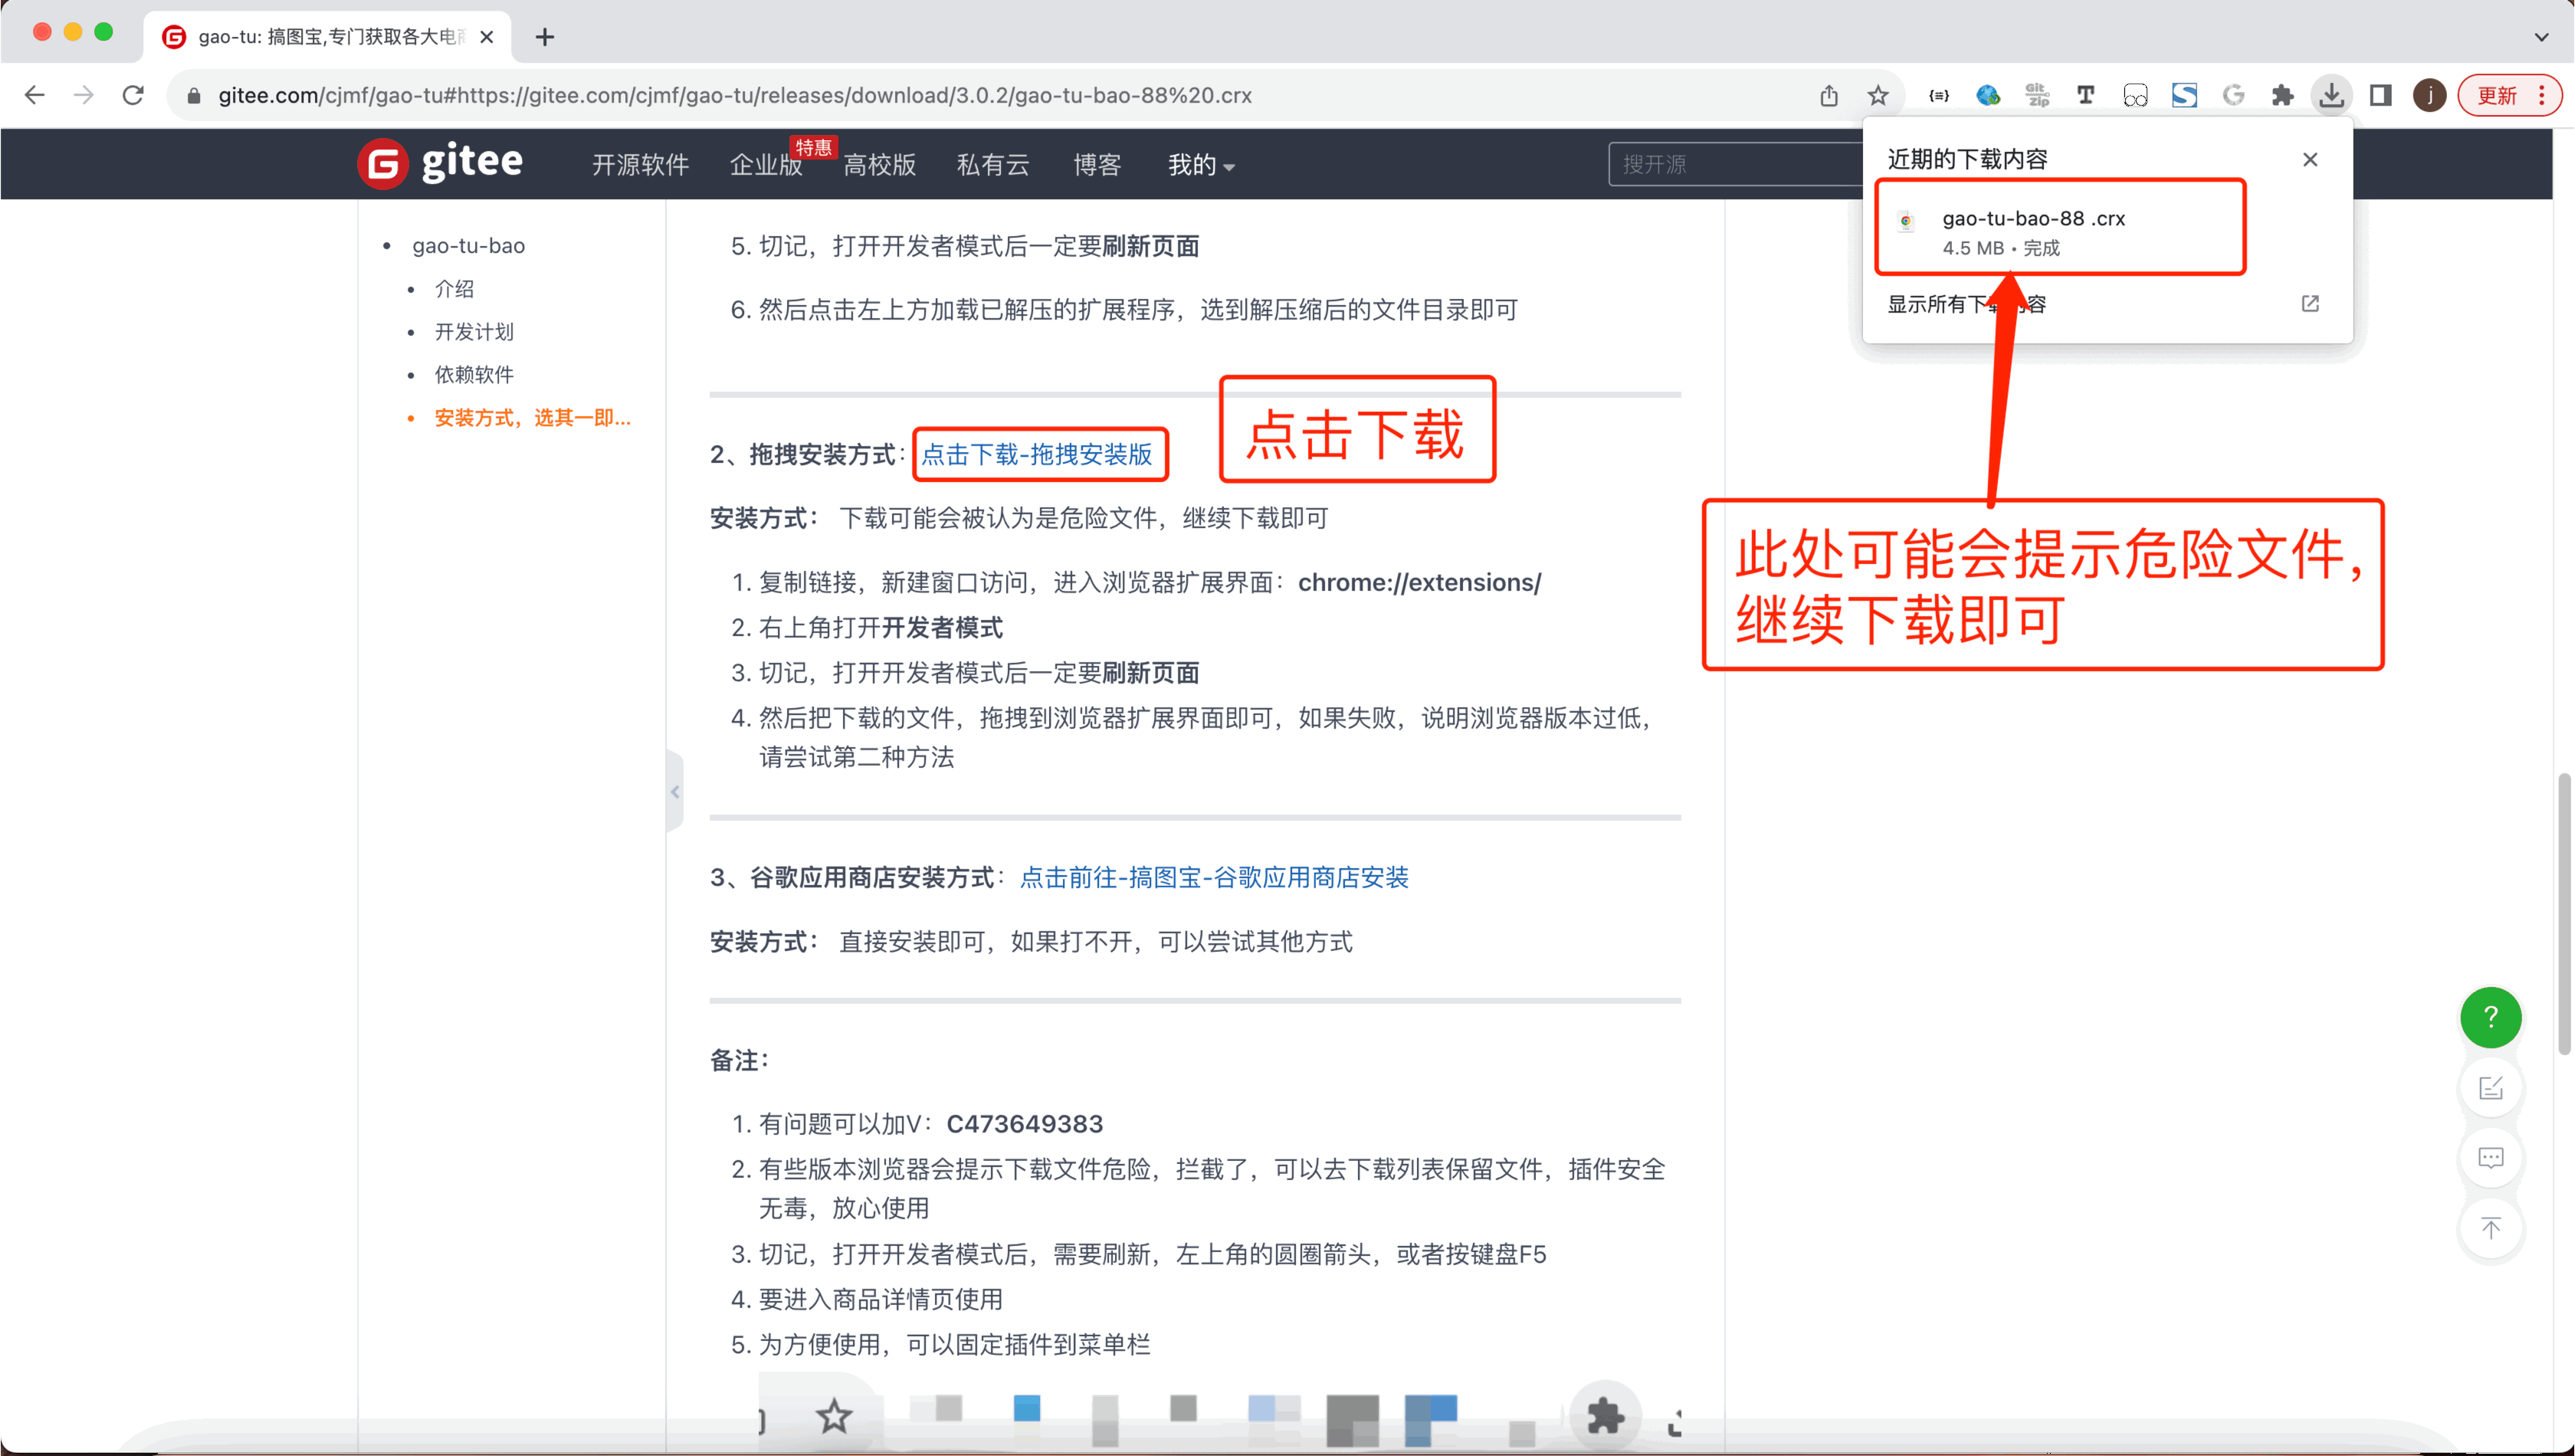 gao-tu: 搞图宝,专门获取各大电商
gitee.com/cjmf/gao-tu#https://gitee.com/cjmf/gao-tu/releases/download/3.0.2/gao-tu-bao-88%20.crx
Git Zip
T
S
G
j
更新
G gitee
开源软件
企业版
特惠
高校版
私有云
博客
我的
搜开源
近期的下载内容
gao-tu-bao-88 .crx
4.5 MB • 完成
显示所有下载内容
gao-tu-bao
介绍
开发计划
依赖软件
安装方式，选其一即...
5. 切记，打开开发者模式后一定要刷新页面
6. 然后点击左上方加载已解压的扩展程序，选到解压缩后的文件目录即可
2、拖拽安装方式：点击下载-拖拽安装版
点击下载
安装方式： 下载可能会被认为是危险文件，继续下载即可
此处可能会提示危险文件，
继续下载即可
1. 复制链接，新建窗口访问，进入浏览器扩展界面：chrome://extensions/
2. 右上角打开开发者模式
3. 切记，打开开发者模式后一定要刷新页面
4. 然后把下载的文件，拖拽到浏览器扩展界面即可，如果失败，说明浏览器版本过低，
请尝试第二种方法
3、谷歌应用商店安装方式：点击前往-搞图宝-谷歌应用商店安装
安装方式： 直接安装即可，如果打不开，可以尝试其他方式
备注：
1. 有问题可以加V：C473649383
2. 有些版本浏览器会提示下载文件危险，拦截了，可以去下载列表保留文件，插件安全
无毒，放心使用
3. 切记，打开开发者模式后，需要刷新，左上角的圆圈箭头，或者按键盘F5
4. 要进入商品详情页使用
5. 为方便使用，可以固定插件到菜单栏
?